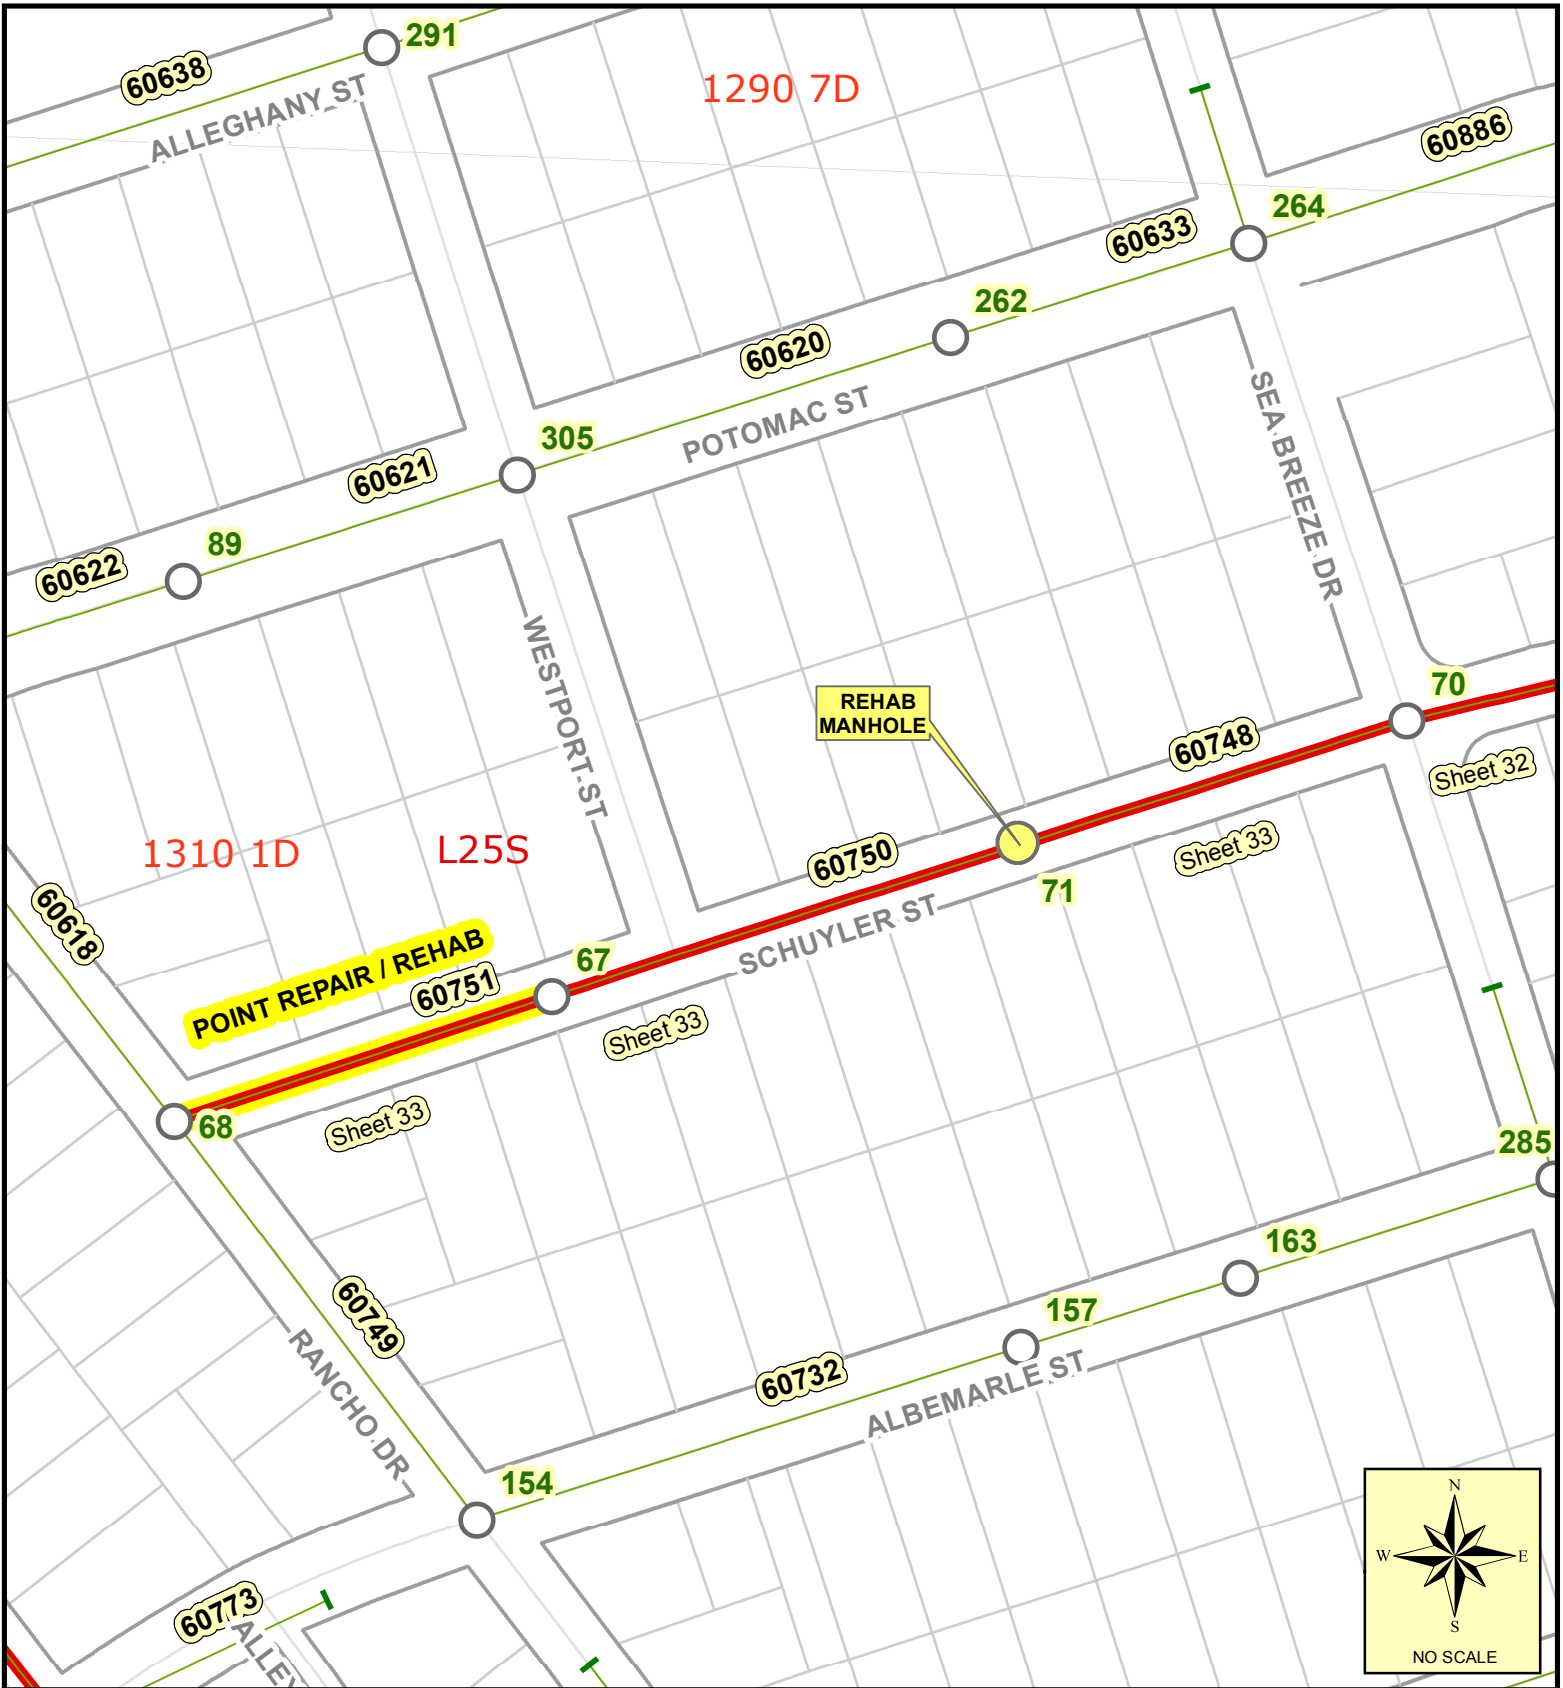 291
60638
1290 7D
ALLEGHANY ST
60886
264
60633
262
60620
POTOMAC ST
SEA BREEZE DR
305
60621
89
60622
WESTPORT ST
70
REHAB
MANHOLE
60748
Sheet 32
1310 1D
L25S
60750
Sheet 33
71
60618
SCHUYLER ST
POINT REPAIR / REHAB
67
60751
Sheet 33
68
Sheet 33
285
163
60749
157
60732
RANCHO DR
ALBEMARLE ST
154
N
W
E
S
NO SCALE
60773
ALLEY